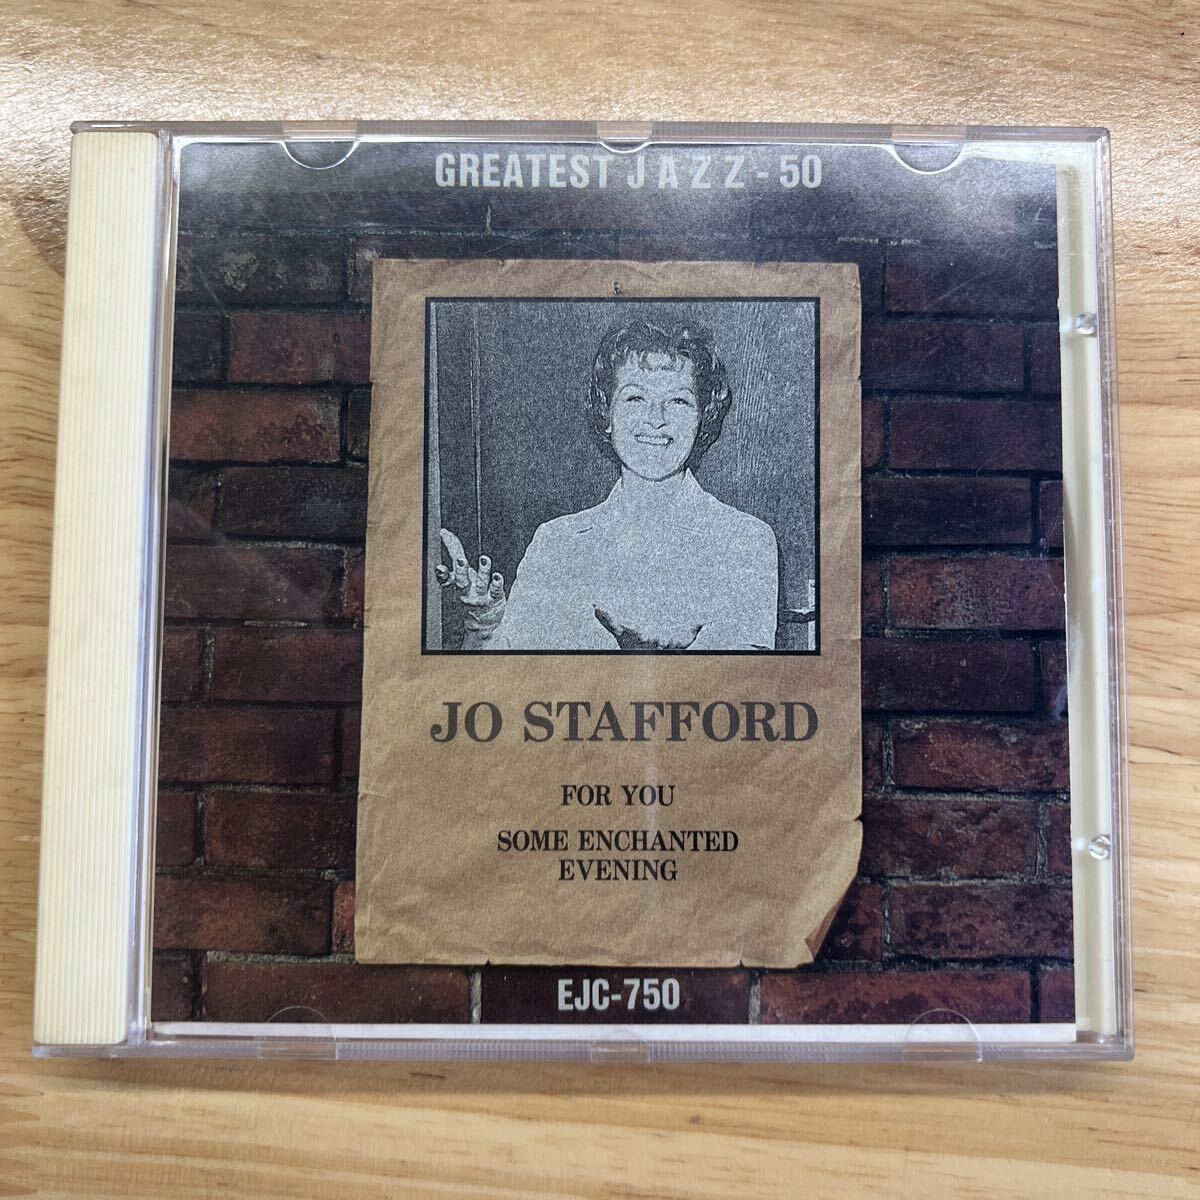 GREATEST JAZZ - 50
JO STAFFORD
FOR YOU
SOME ENCHANTED
EVENING
EJC-750